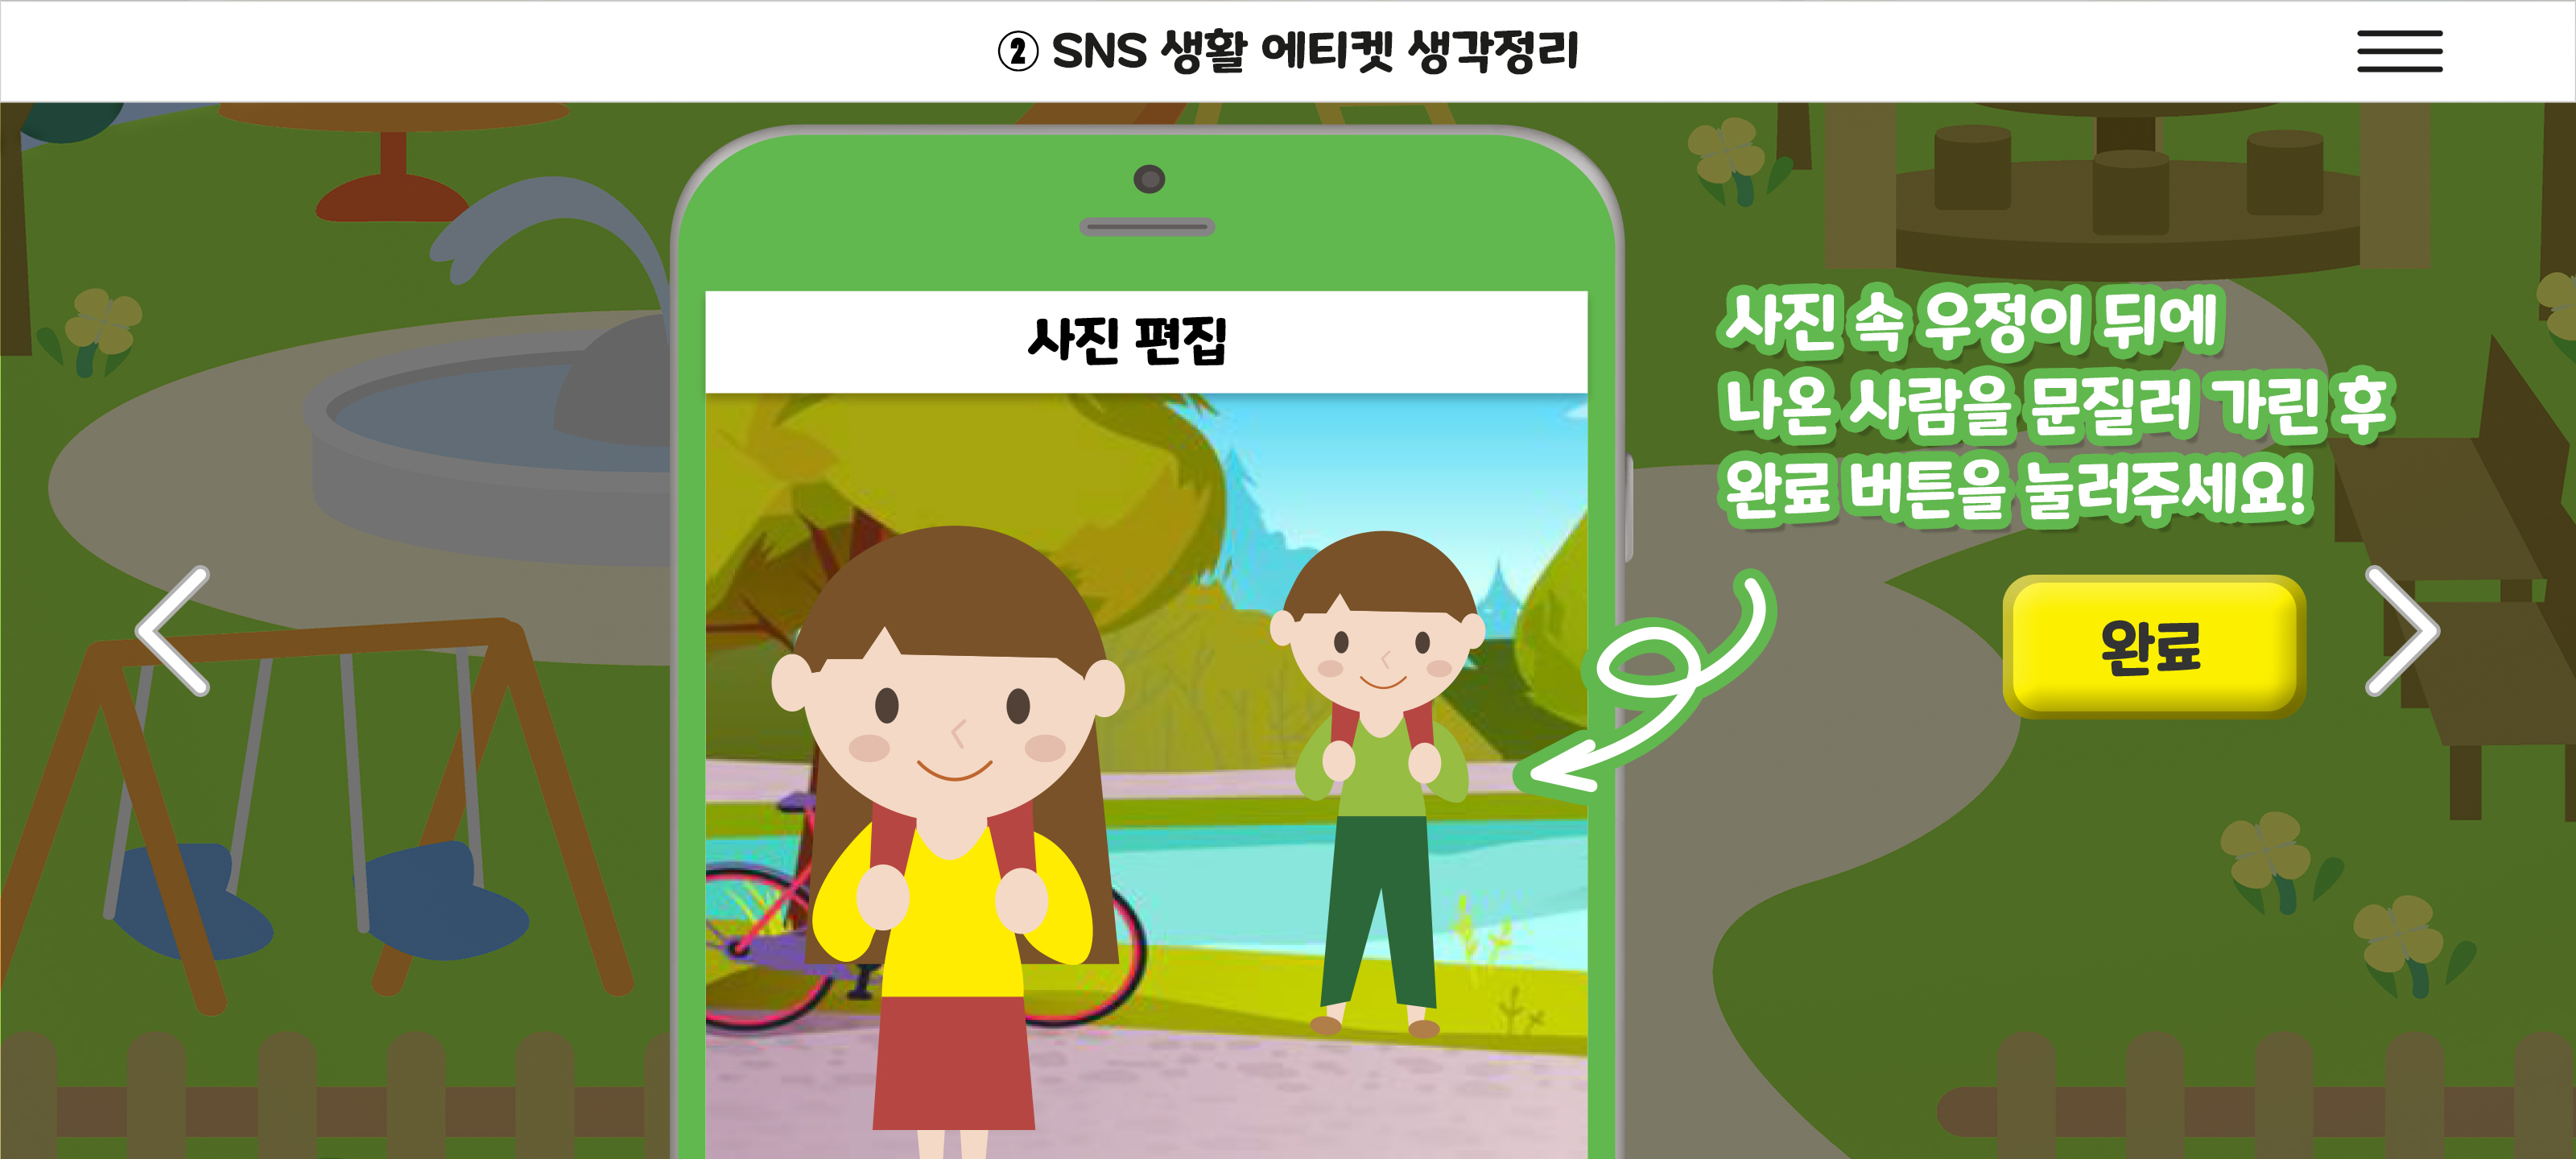 ② SNS 생활 에티켓 생각정리
사진 편집
사진 속 우정이 뒤에
나온 사람을 문질러 가린 후
완료 버튼을 눌러주세요!
완료